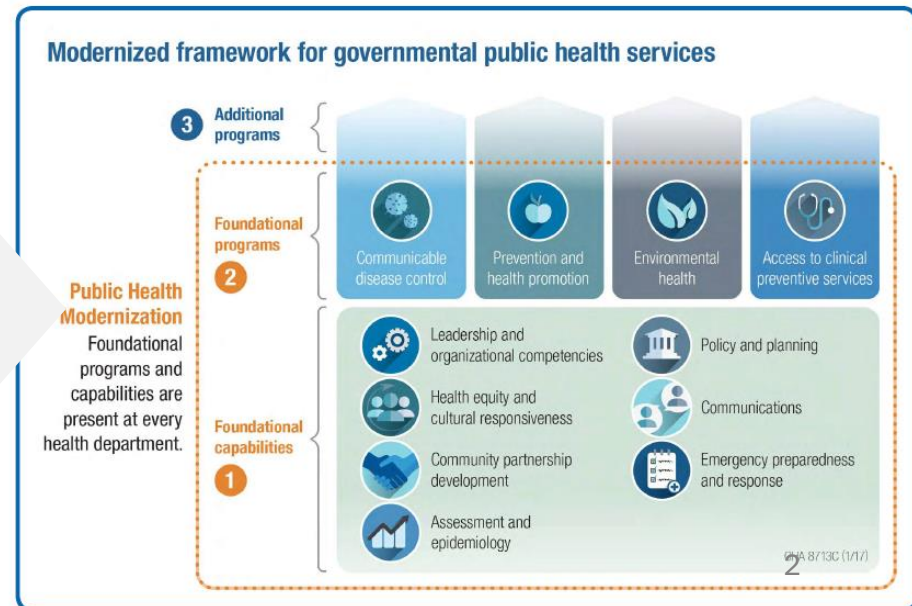 Modernized framework for governmental public health services
3
Additional
programs
Foundational
programs
2
Communicable
disease control
Prevention and
health promotion
Environmental
health
Access to clinical
preventive services
Public Health
Modernization
Foundational
programs and
capabilities are
present at every
health department.
Foundational
capabilities
1
Leadership and
organizational competencies
Health equity and
cultural responsiveness
Community partnership
development
Assessment and
epidemiology
Policy and planning
Communications
Emergency preparedness
and response
8713C (1/17)
2